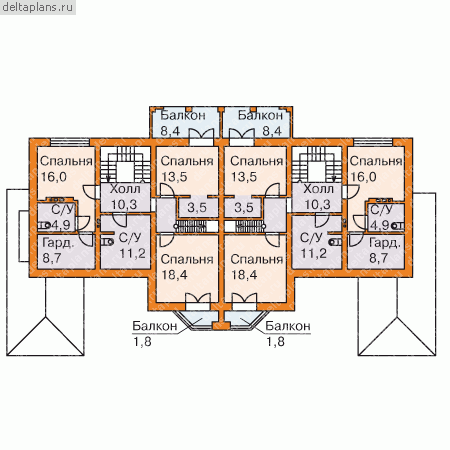 deltaplans.ru
Балкон
8,4
Балкон
8,4
Спальня
16,0
Холл
10,3
Спальня
13,5
Спальня
13,5
Холл
10,3
Спальня
16,0
С/У
4,9
3,5
3,5
С/У
4,9
Гард.
8,7
С/У
11,2
Спальня
18,4
Спальня
18,4
С/У
11,2
Гард.
8,7
Балкон
1,8
Балкон
1,8